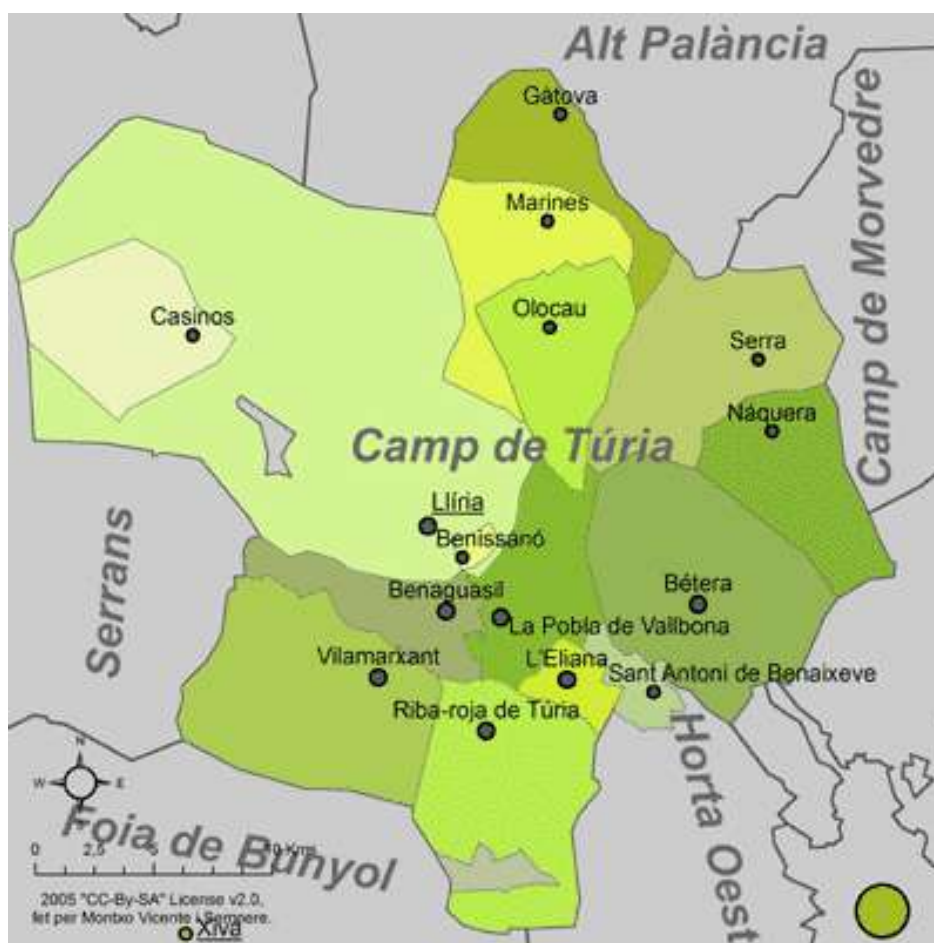 Alt Palància
Gàtova
Camp de Morvedre
Marines
Olocau
Casinos
Serra
Nàquera
Camp de Túria
Llíria
Benissanó
Serrans
Benaguasil
Bétera
La Pobla de Vallbona
Vilamarxant
L'Eliana
Sant Antoni de Benaixeve
Riba-roja de Túria
Horta Oest
N
W E
S
Foia de Bunyol
0 2,5 5 10 Kms
2005 "CC-By-SA" License v2.0,
fet per Montxo Vicente i Sempere.
Xiva